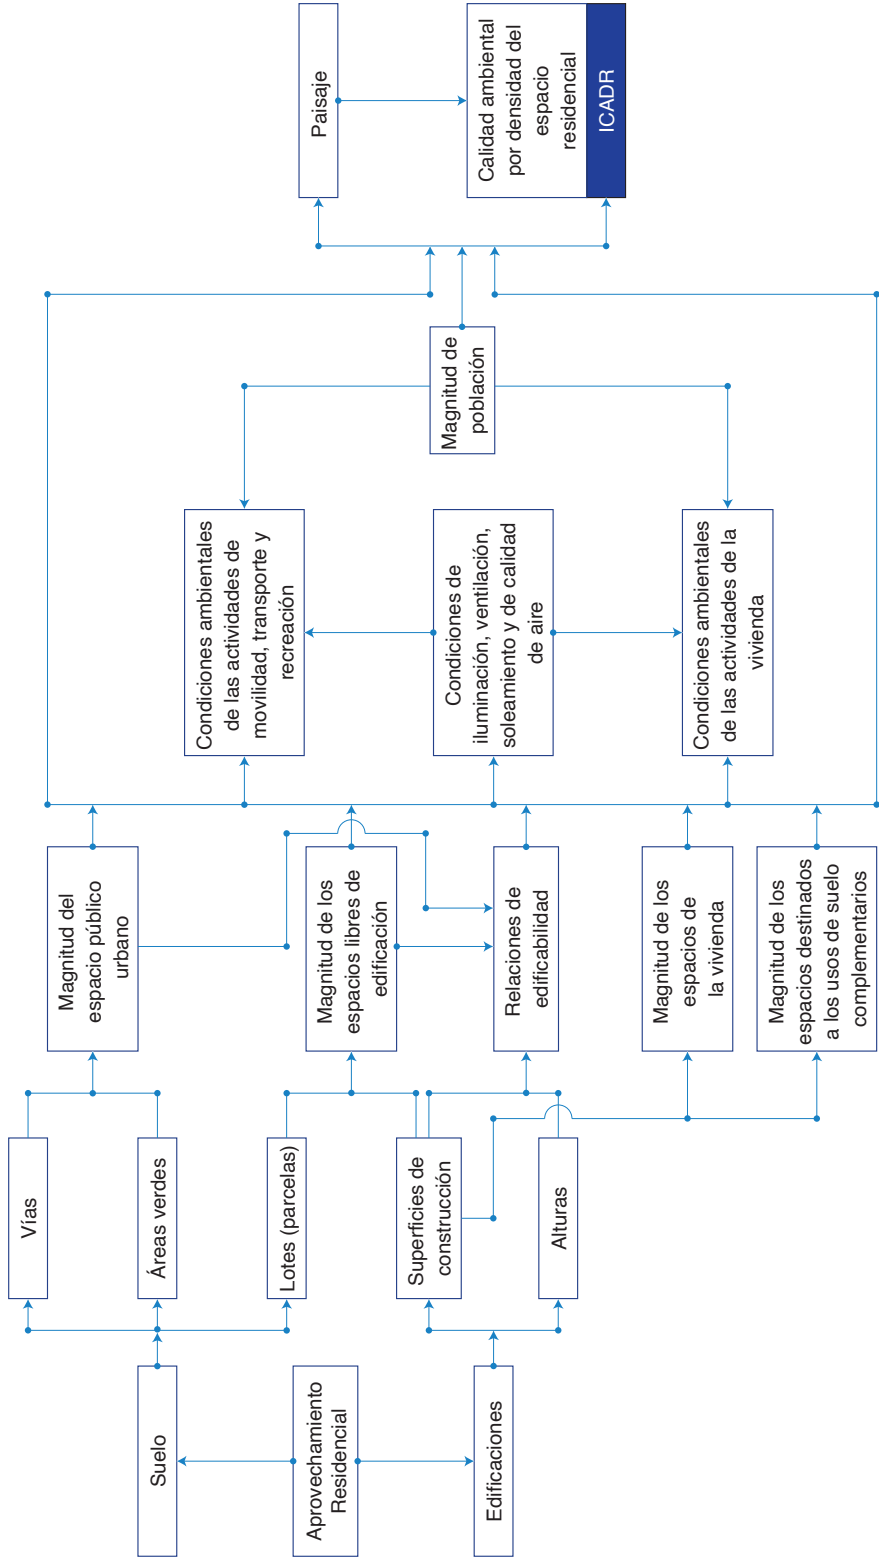 Suelo
Aprovechamiento
Residencial
Edificaciones
Vías
Áreas verdes
Lotes (parcelas)
Superficies de
construcción
Alturas
Magnitud del
espacio público
urbano
Magnitud de los
espacios libres de
edificación
Relaciones de
edificabilidad
Magnitud de los
espacios de
la vivienda
Magnitud de los
espacios destinados
a los usos de suelo
complementarios
Condiciones ambientales
de las actividades de
movilidad, transporte y
recreación
Condiciones de
iluminación, ventilación,
soleamiento y de calidad
de aire
Condiciones ambientales
de las actividades de la
vivienda
Magnitud de
población
Paisaje
Calidad ambiental
por densidad del
espacio
residencial
ICADR